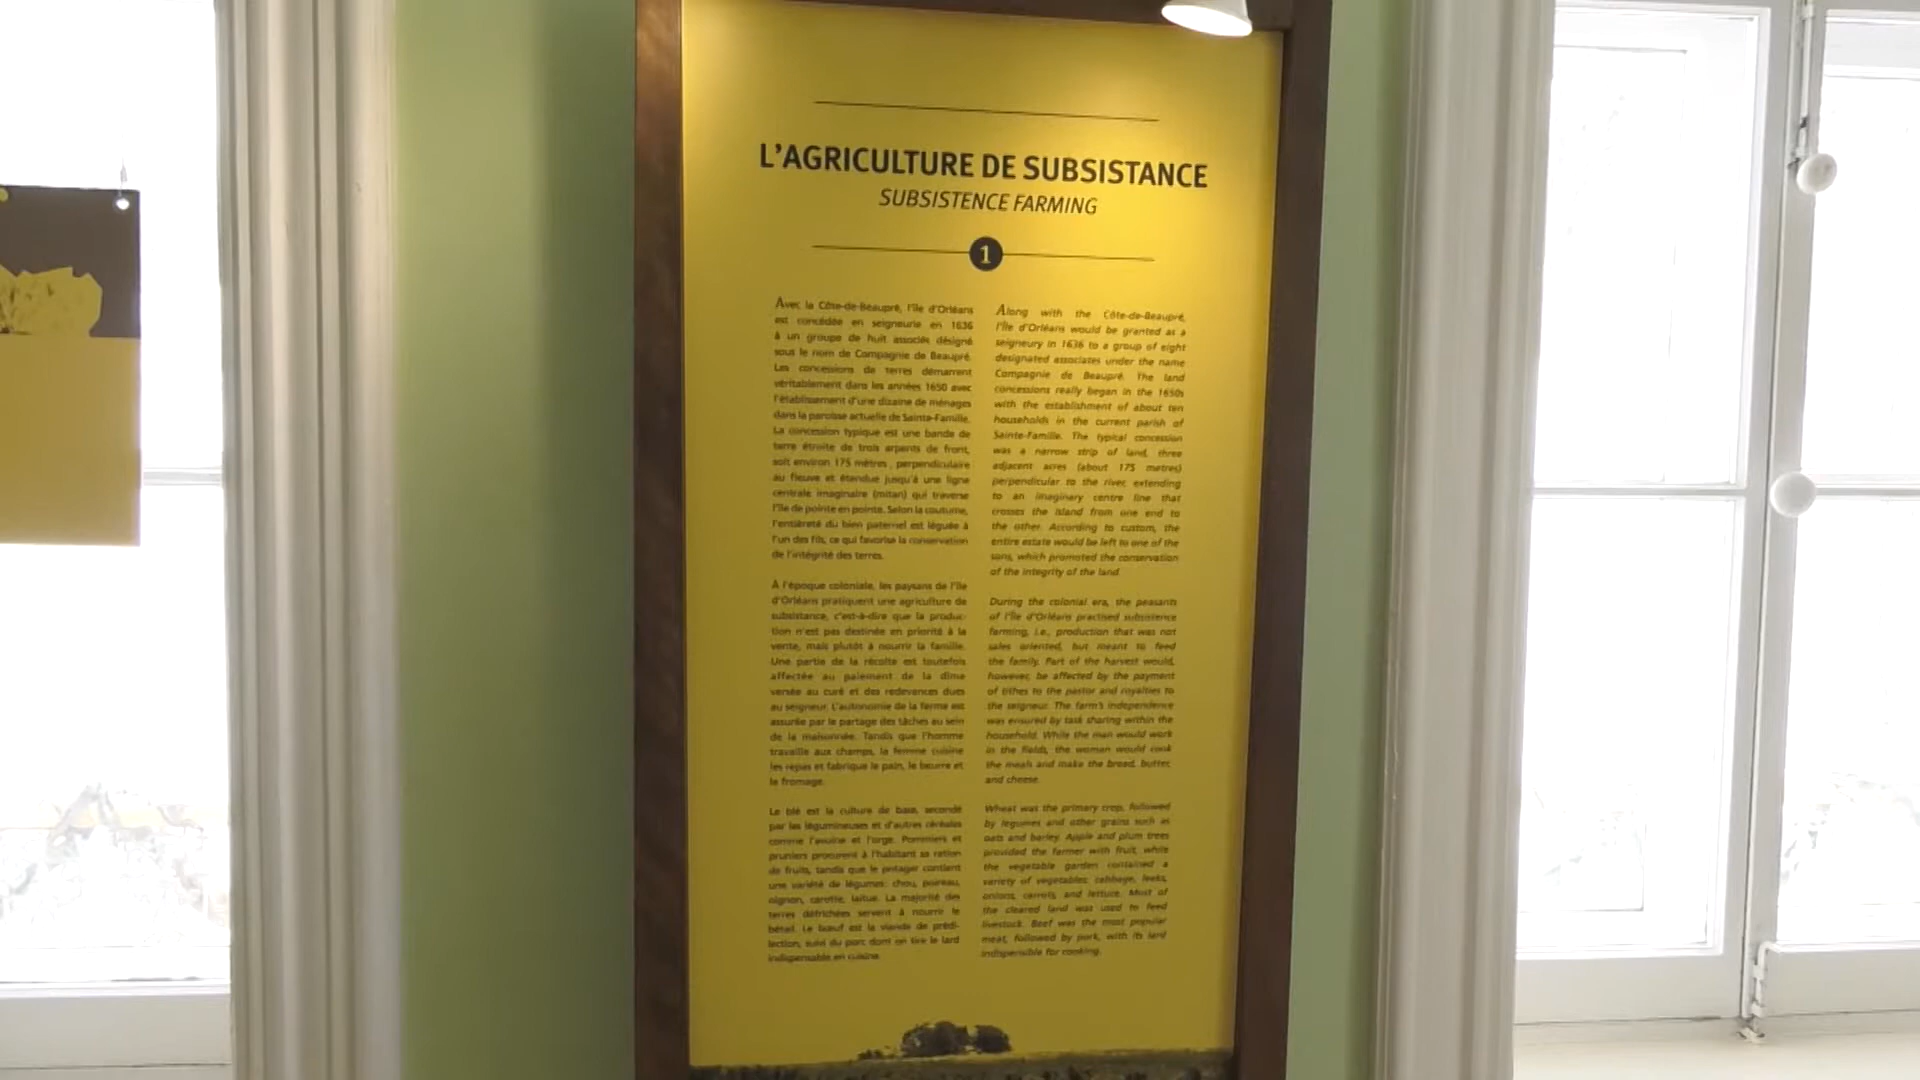 L'AGRICULTURE DE SUBSISTANCE
SUBSISTENCE FARMING
1
Avec la Côte-de-Beaupré, l'île d'Orléans
est concédée en seigneurie en 1636
à un groupe de huit associés désigné
sous le nom de Compagnie de Beaupré.
Les concessions de terres démarrent
véritablement dans les années 1650 avec
l'établissement d'une dizaine de ménages
dans la paroisse actuelle de Sainte-Famille.
La concession typique est une bande de
terre étroite de trois arpents de front,
soit environ 175 mètres, perpendiculaire
au fleuve et étendue jusqu'à une ligne
centrale imaginaire (mitan) qui traverse
l'île de pointe en pointe. Selon la coutume,
l'entièreté du bien paternel est léguée à
l'un des fils, ce qui favorise la conservation
de l'intégrité des terres.
À l'époque coloniale, les paysans de l'île
d'Orléans pratiquent une agriculture de
subsistance, c'est-à-dire que la produc-
tion n'est pas destinée en priorité à la
vente, mais plutôt à nourrir la famille.
Une partie de la récolte est toutefois
affectée au paiement de la dîme
versée au curé et des redevances dues
au seigneur. L'autonomie de la ferme est
assurée par le partage des tâches au sein
de la maisonnée. Tandis que l'homme
travaille aux champs, la femme cuisine
les repas et fabrique le pain, le beurre et
le fromage.
Le blé est la culture de base, secondé
par les légumineuses et d'autres céréales
comme l'avoine et l'orge. Pommiers et
pruniers procurent à l'habitant sa ration
de fruits, tandis que le potager contient
une variété de légumes: chou, poireau,
oignon, carotte, laitue. La majorité des
terres défrichées servent à nourrir le
bétail. Le bœuf est la viande de prédi-
lection, suivi du porc dont on tire le lard
indispensable en cuisine.
Along with the Côte-de-Beaupré,
l'Île d'Orléans would be granted as a
seigneury in 1636 to a group of eight
designated associates under the name
Compagnie de Beaupré. The land
concessions really began in the 1650s
with the establishment of about ten
households in the current parish of
Sainte-Famille. The typical concession
was a narrow strip of land, three
adjacent acres (about 175 metres)
perpendicular to the river, extending
to an imaginary centre line that
crosses the island from one end to
the other. According to custom, the
entire estate would be left to one of the
sons, which promoted the conservation
of the integrity of the land.
During the colonial era, the peasants
of l'Île d'Orléans practised subsistence
farming, i.e., production that was not
sales oriented, but meant to feed
the family. Part of the harvest would,
however, be affected by the payment
of tithes to the pastor and royalties to
the seigneur. The farm's independence
was ensured by task sharing within the
household. While the man would work
in the fields, the woman would cook
the meals and make the bread, butter,
and cheese.
Wheat was the primary crop, followed
by legumes and other grains such as
oats and barley. Apple and plum trees
provided the farmer with fruit, while
the vegetable garden contained a
variety of vegetables: cabbage, leeks,
onions, carrots, and lettuce. Most of
the cleared land was used to feed
livestock. Beef was the most popular
meat, followed by pork, with its lard
indispensible for cooking.